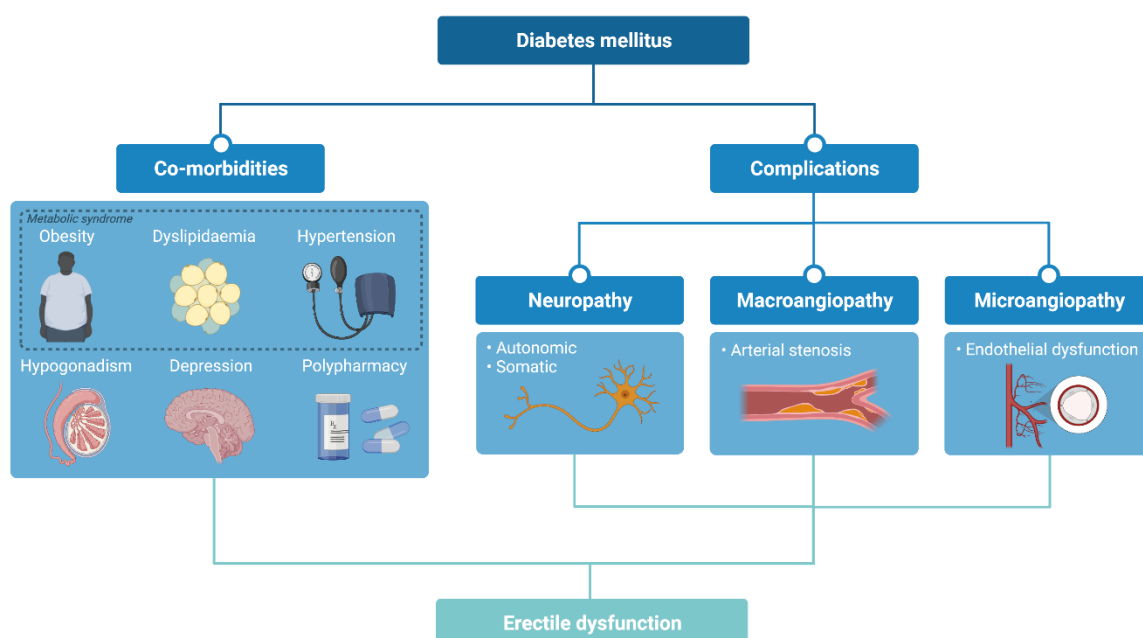 Diabetes mellitus
Co-morbidities
Complications
Metabolic syndrome
Obesity
Dyslipidaemia
Hypertension
Hypogonadism
Depression
Polypharmacy
Neuropathy
Macroangiopathy
Microangiopathy
• Autonomic
• Somatic
• Arterial stenosis
• Endothelial dysfunction
Erectile dysfunction